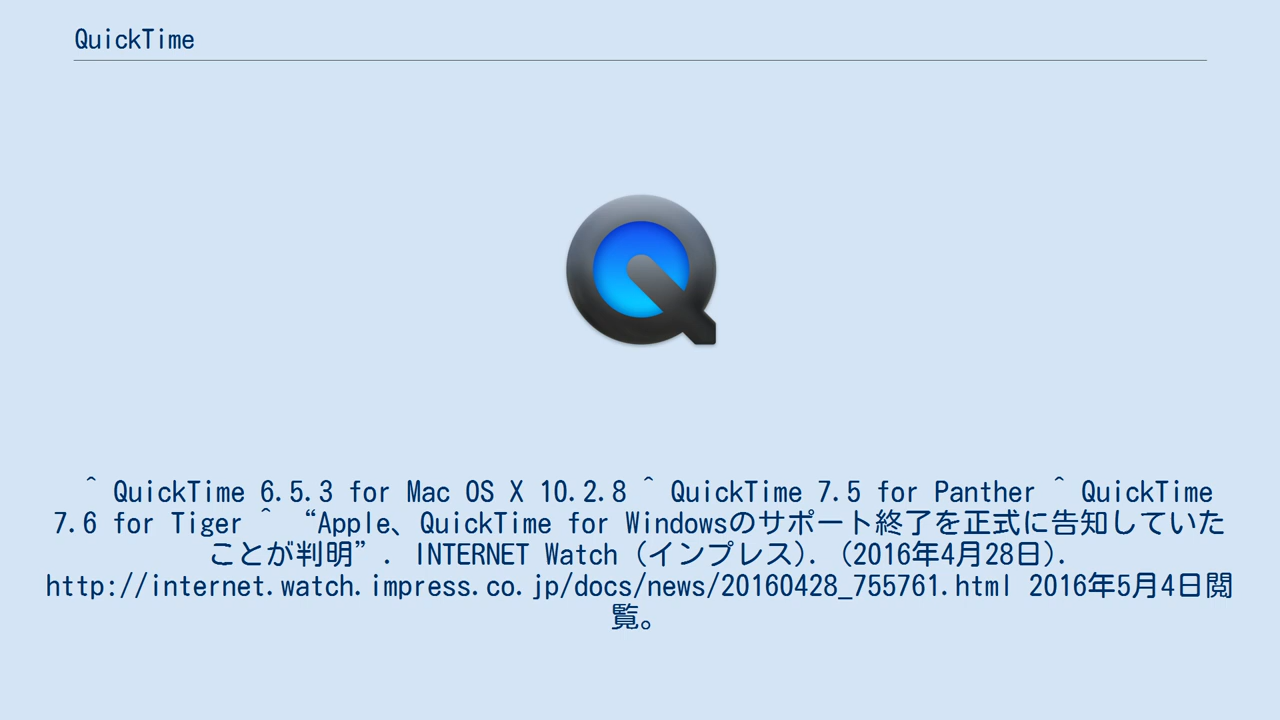 QuickTime
^ QuickTime 6.5.3 for Mac OS X 10.2.8 ^ QuickTime 7.5 for Panther ^ QuickTime
7.6 for Tiger ^ “Apple、QuickTime for Windowsのサポート終了を正式に告知していた
ことが判明”. INTERNET Watch (インプレス). (2016年4月28日).
http://internet.watch.impress.co.jp/docs/news/20160428_755761.html 2016年5月4日閲
覧。